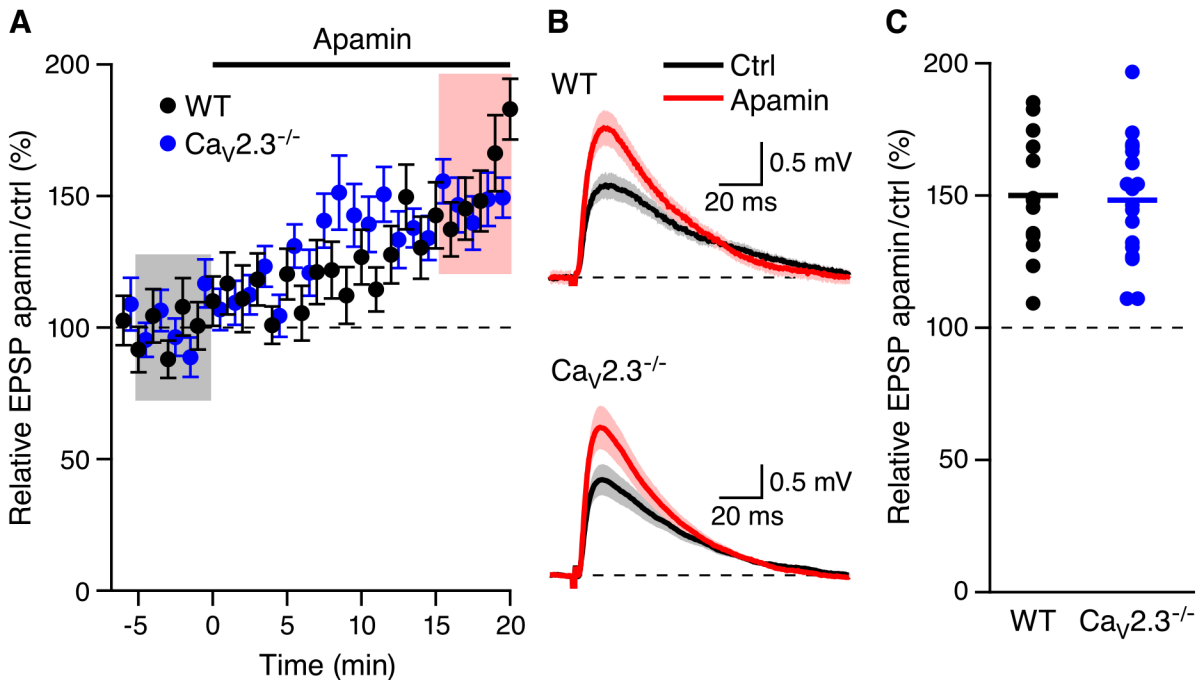 A
Apamin
Relative EPSP apamin/ctrl (%)
200
150
100
50
0
WT
CaV2.3-/-
-5 0 5 10 15 20
Time (min)
B
WT
Ctrl
Apamin
0.5 mV
20 ms
CaV2.3-/-
0.5 mV
20 ms
C
Relative EPSP apamin/ctrl (%)
200
150
100
50
0
WT CaV2.3-/-